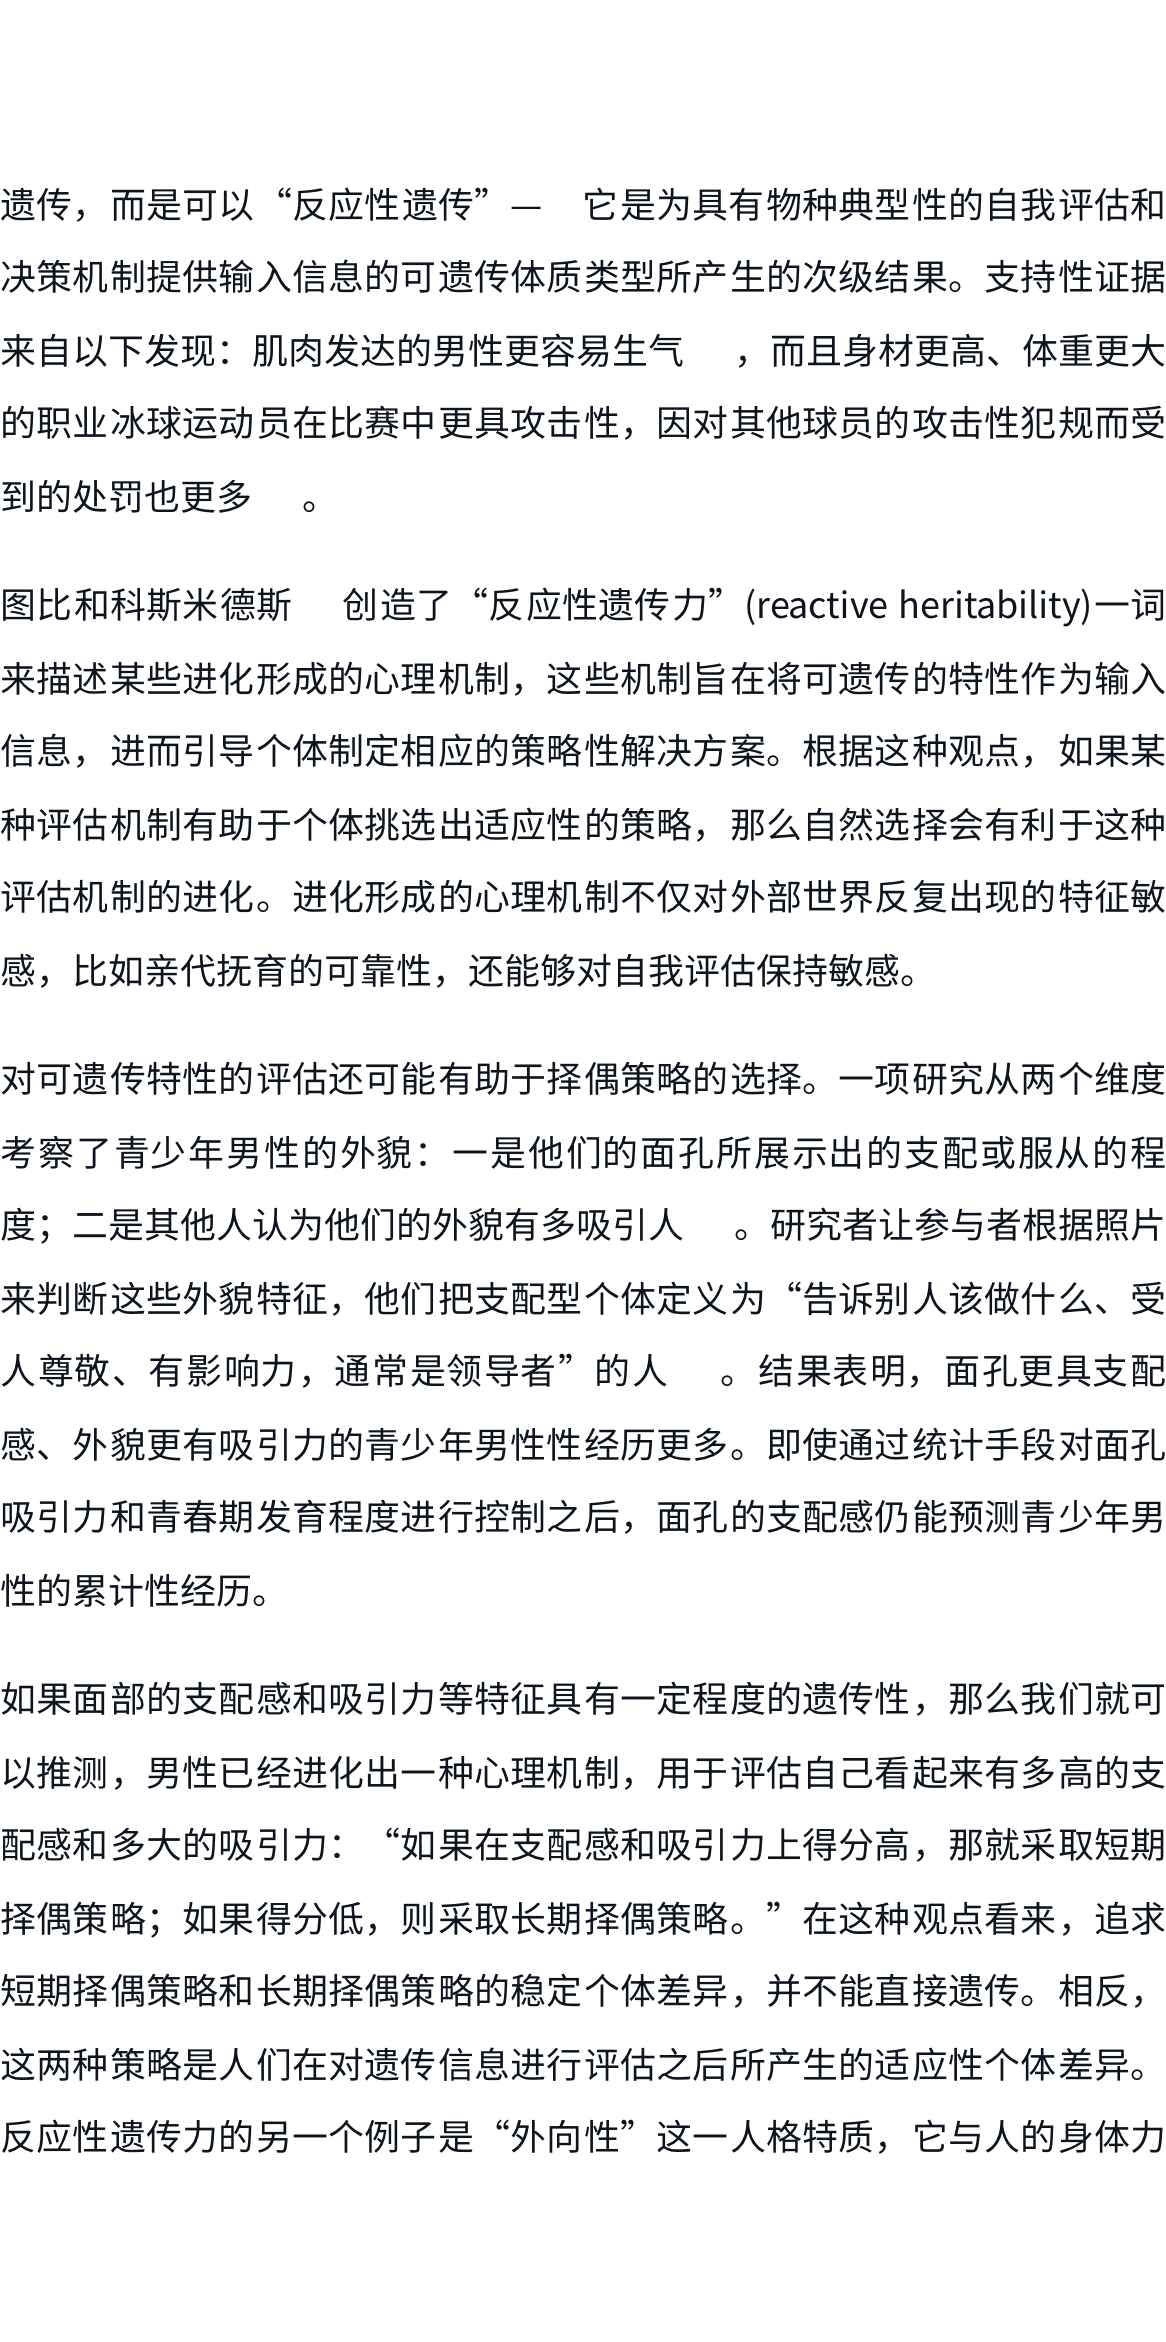 遗传，而是可以“反应性遗传”— 它是为具有物种典型性的自我评估和
决策机制提供输入信息的可遗传体质类型所产生的次级结果。支持性证据
来自以下发现：肌肉发达的男性更容易生气 ，而且身材更高、体重更大
的职业冰球运动员在比赛中更具攻击性，因对其他球员的攻击性犯规而受
到的处罚也更多 。
图比和科斯米德斯 创造了“反应性遗传力”(reactive heritability)一词
来描述某些进化形成的心理机制，这些机制旨在将可遗传的特性作为输入
信息，进而引导个体制定相应的策略性解决方案。根据这种观点，如果某
种评估机制有助于个体挑选出适应性的策略，那么自然选择会有利于这种
评估机制的进化。进化形成的心理机制不仅对外部世界反复出现的特征敏
感，比如亲代抚育的可靠性，还能够对自我评估保持敏感。
对可遗传特性的评估还可能有助于择偶策略的选择。一项研究从两个维度
考察了青少年男性的外貌：一是他们的面孔所展示出的支配或服从的程
度；二是其他人认为他们的外貌有多吸引人 。研究者让参与者根据照片
来判断这些外貌特征，他们把支配型个体定义为“告诉别人该做什么、受
人尊敬、有影响力，通常是领导者”的人 。结果表明，面孔更具支配
感、外貌更有吸引力的青少年男性性经历更多。即使通过统计手段对面孔
吸引力和青春期发育程度进行控制之后，面孔的支配感仍能预测青少年男
性的累计性经历。
如果面部的支配感和吸引力等特征具有一定程度的遗传性，那么我们就可
以推测，男性已经进化出一种心理机制，用于评估自己看起来有多高的支
配感和多大的吸引力：“如果在支配感和吸引力上得分高，那就采取短期
择偶策略；如果得分低，则采取长期择偶策略。”在这种观点看来，追求
短期择偶策略和长期择偶策略的稳定个体差异，并不能直接遗传。相反，
这两种策略是人们在对遗传信息进行评估之后所产生的适应性个体差异。
反应性遗传力的另一个例子是“外向性”这一人格特质，它与人的身体力